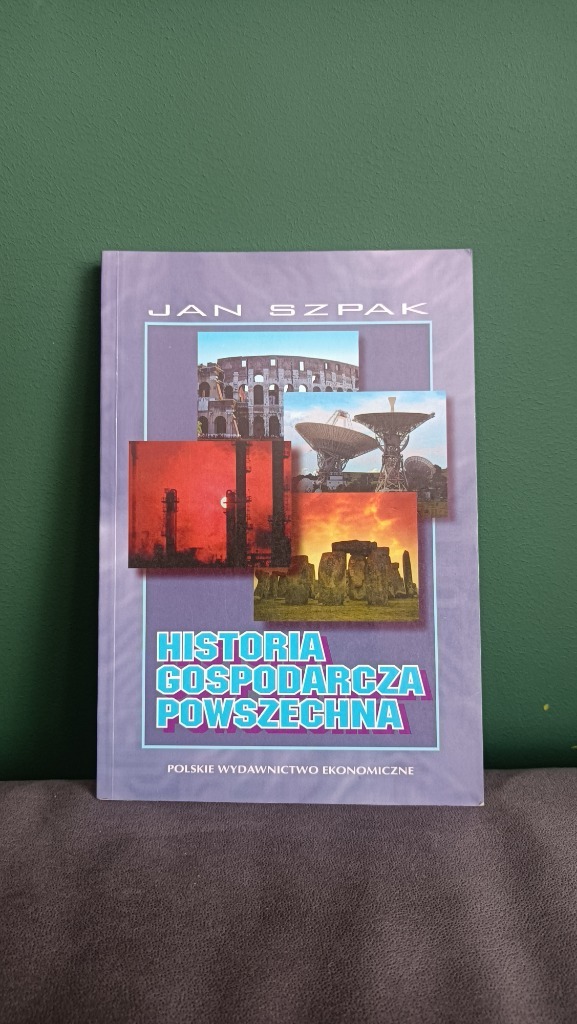 JAN SZPAK
HISTORIA
GOSPODARCZA
POWSZECHNA
POLSKIE WYDAWNICTWO EKONOMICZNE